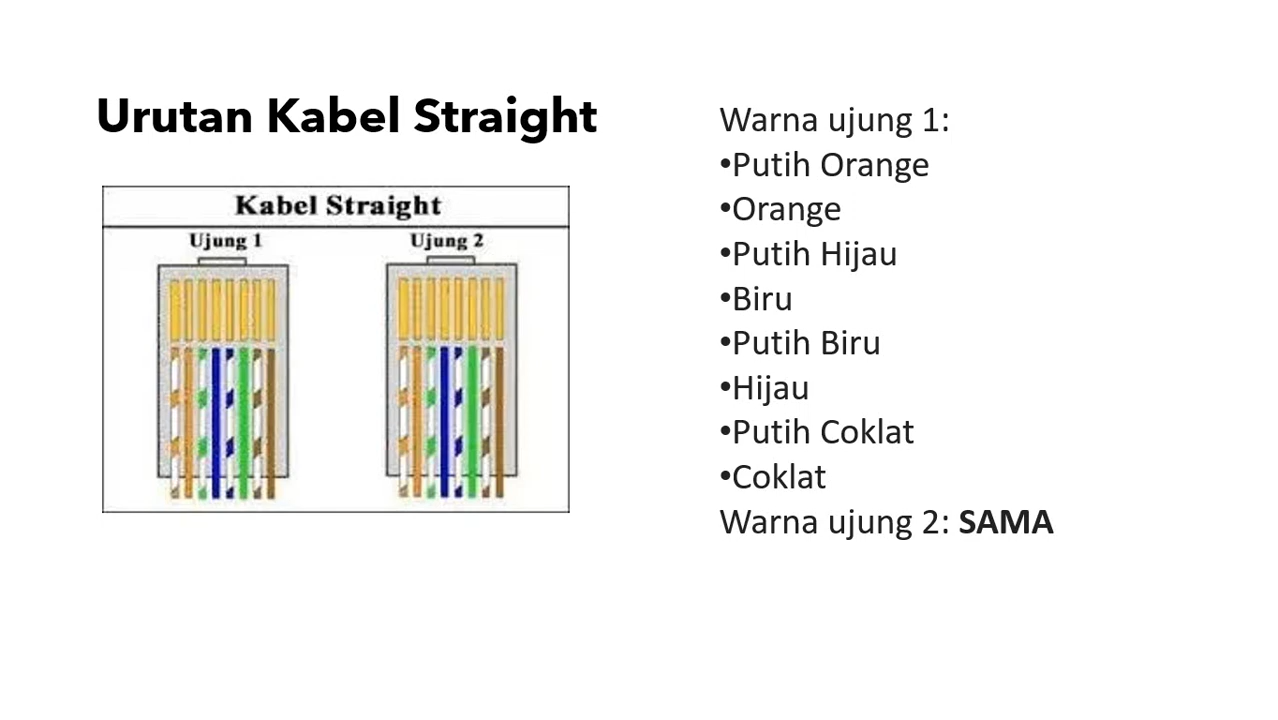 Urutan Kabel Straight
Kabel Straight
Ujung 1
Ujung 2
Warna ujung 1:
•Putih Orange
•Orange
•Putih Hijau
•Biru
•Putih Biru
•Hijau
•Putih Coklat
•Coklat
Warna ujung 2: SAMA